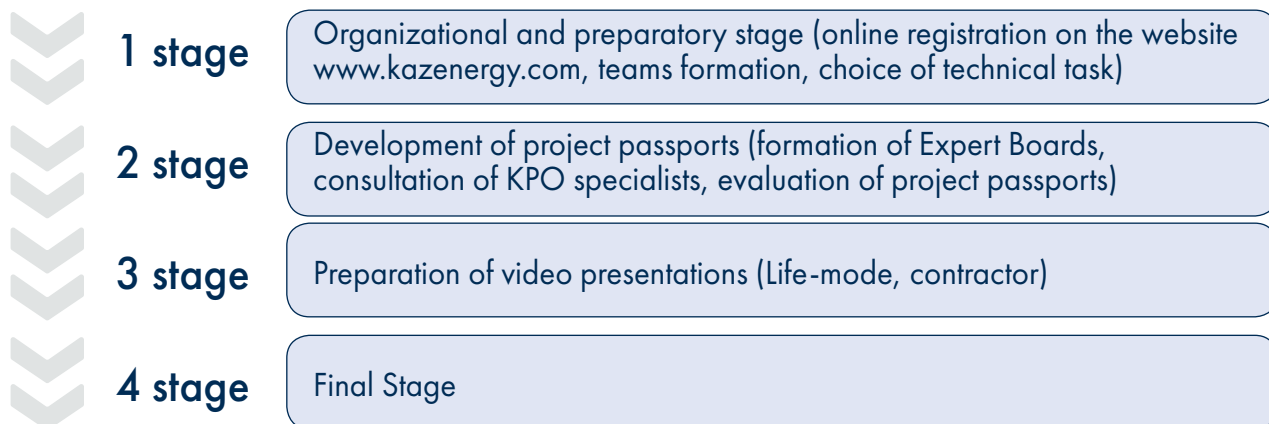 1 stage
Organizational and preparatory stage (online registration on the website
www.kazenergy.com, teams formation, choice of technical task)
2 stage
Development of project passports (formation of Expert Boards,
consultation of KPO specialists, evaluation of project passports)
3 stage
Preparation of video presentations (Life-mode, contractor)
4 stage
Final Stage